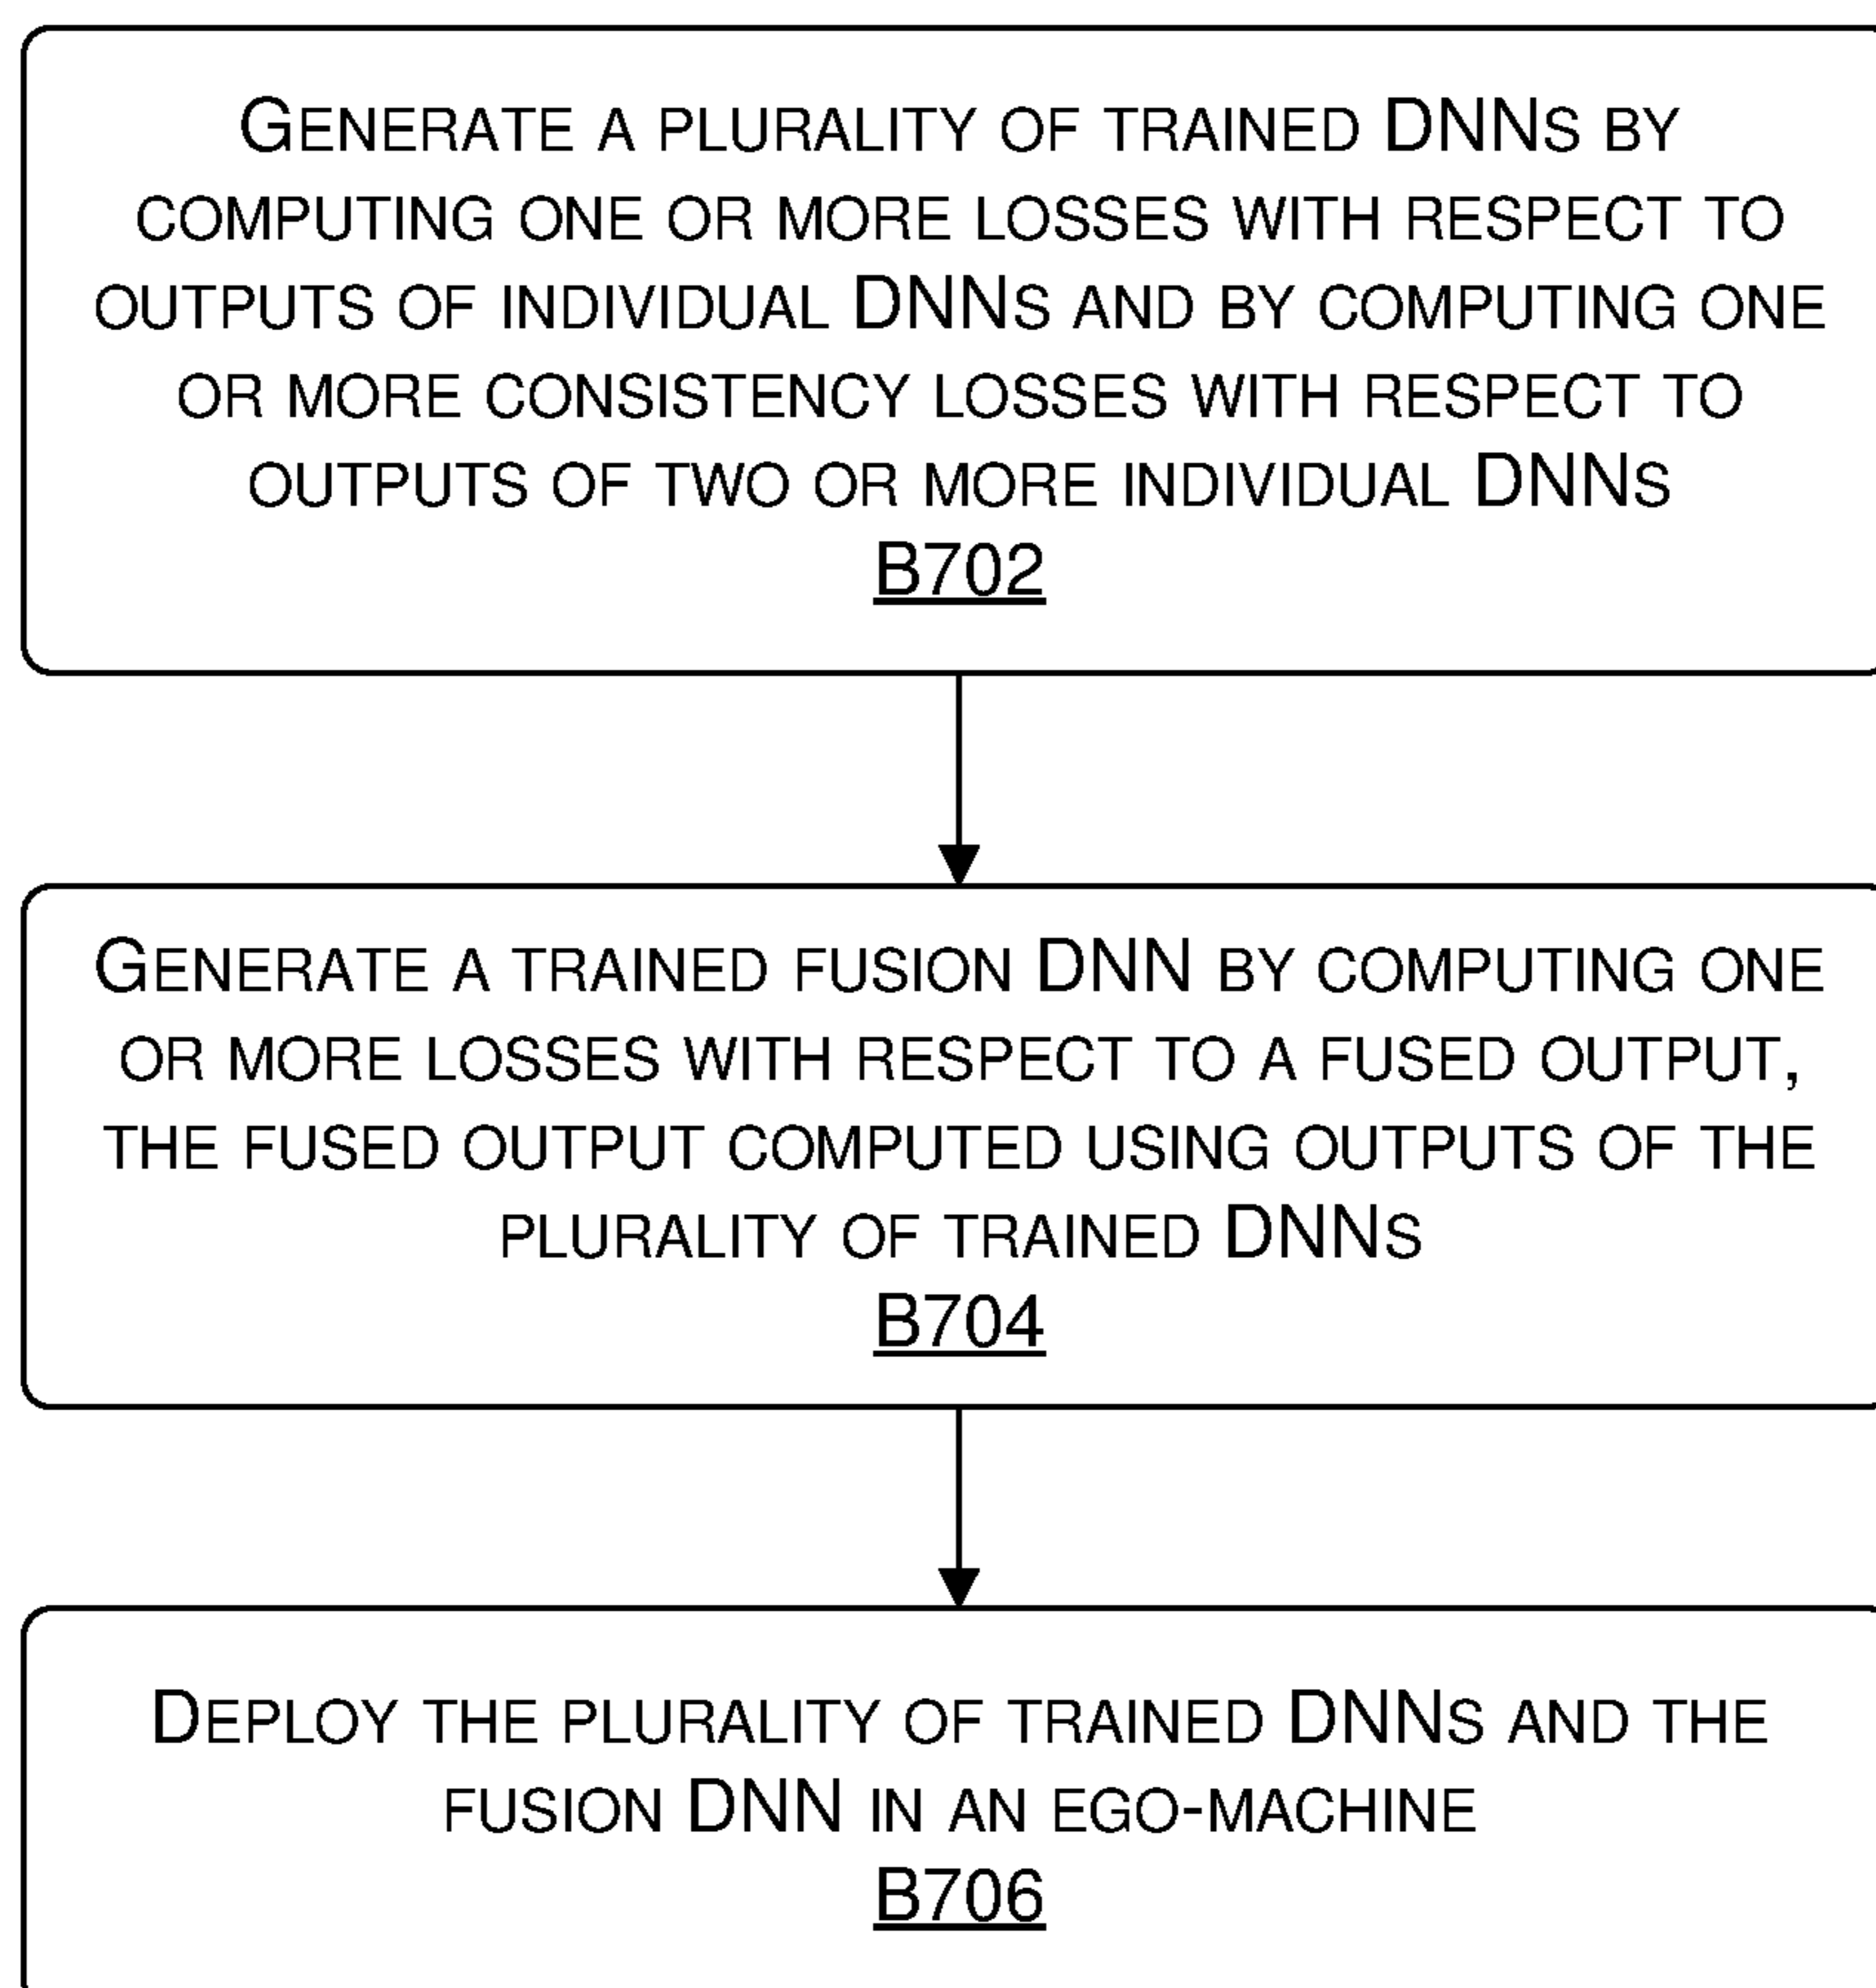 Generate a plurality of trained DNNs by
computing one or more losses with respect to
outputs of individual DNNs and by computing one
or more consistency losses with respect to
outputs of two or more individual DNNs
B702
Generate a trained fusion DNN by computing one
or more losses with respect to a fused output,
the fused output computed using outputs of the
plurality of trained DNNs
B704
Deploy the plurality of trained DNNs and the
fusion DNN in an ego-machine
B706